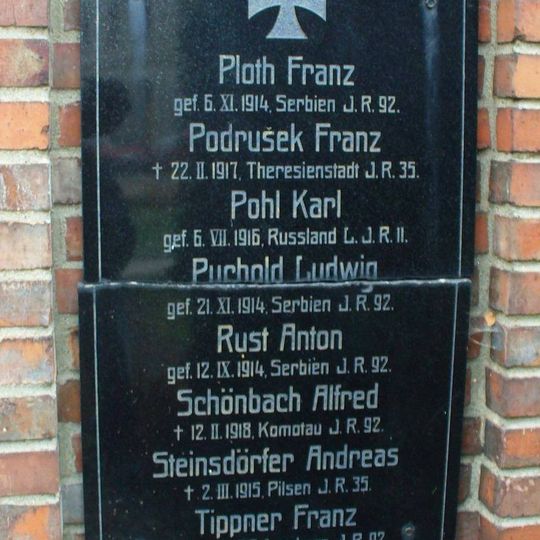 Ploth Franz
gef. 6. XI. 1914, Serbien J. R. 92.
Podrušek Franz
† 22. II. 1917, Theresienstadt J. R. 35.
Pohl Karl
gef. 6. VII. 1916, Russland L. J. R. 11.
Puchold Ludwig
gef. 21. XI. 1914, Serbien J. R. 92.
Rust Anton
gef. 12. IX. 1914, Serbien J. R. 92.
Schönbach Alfred
† 12. II. 1918, Komotau J. R. 92.
Steinsdörfer Andreas
† 2. III. 1915, Pilsen J. R. 35.
Tippner Franz
J. R. 92.